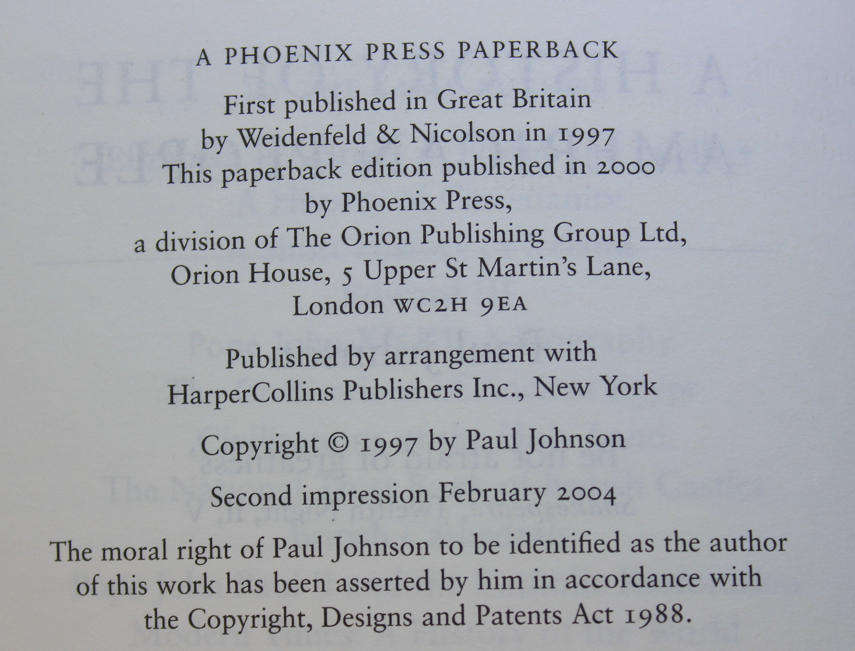 A PHOENIX PRESS PAPERBACK
First published in Great Britain
by Weidenfeld & Nicolson in 1997
This paperback edition published in 2000
by Phoenix Press,
a division of The Orion Publishing Group Ltd,
Orion House, 5 Upper St Martin's Lane,
London WC2H 9EA
Published by arrangement with
HarperCollins Publishers Inc., New York
Copyright © 1997 by Paul Johnson
Second impression February 2004
The moral right of Paul Johnson to be identified as the author
of this work has been asserted by him in accordance with
the Copyright, Designs and Patents Act 1988.